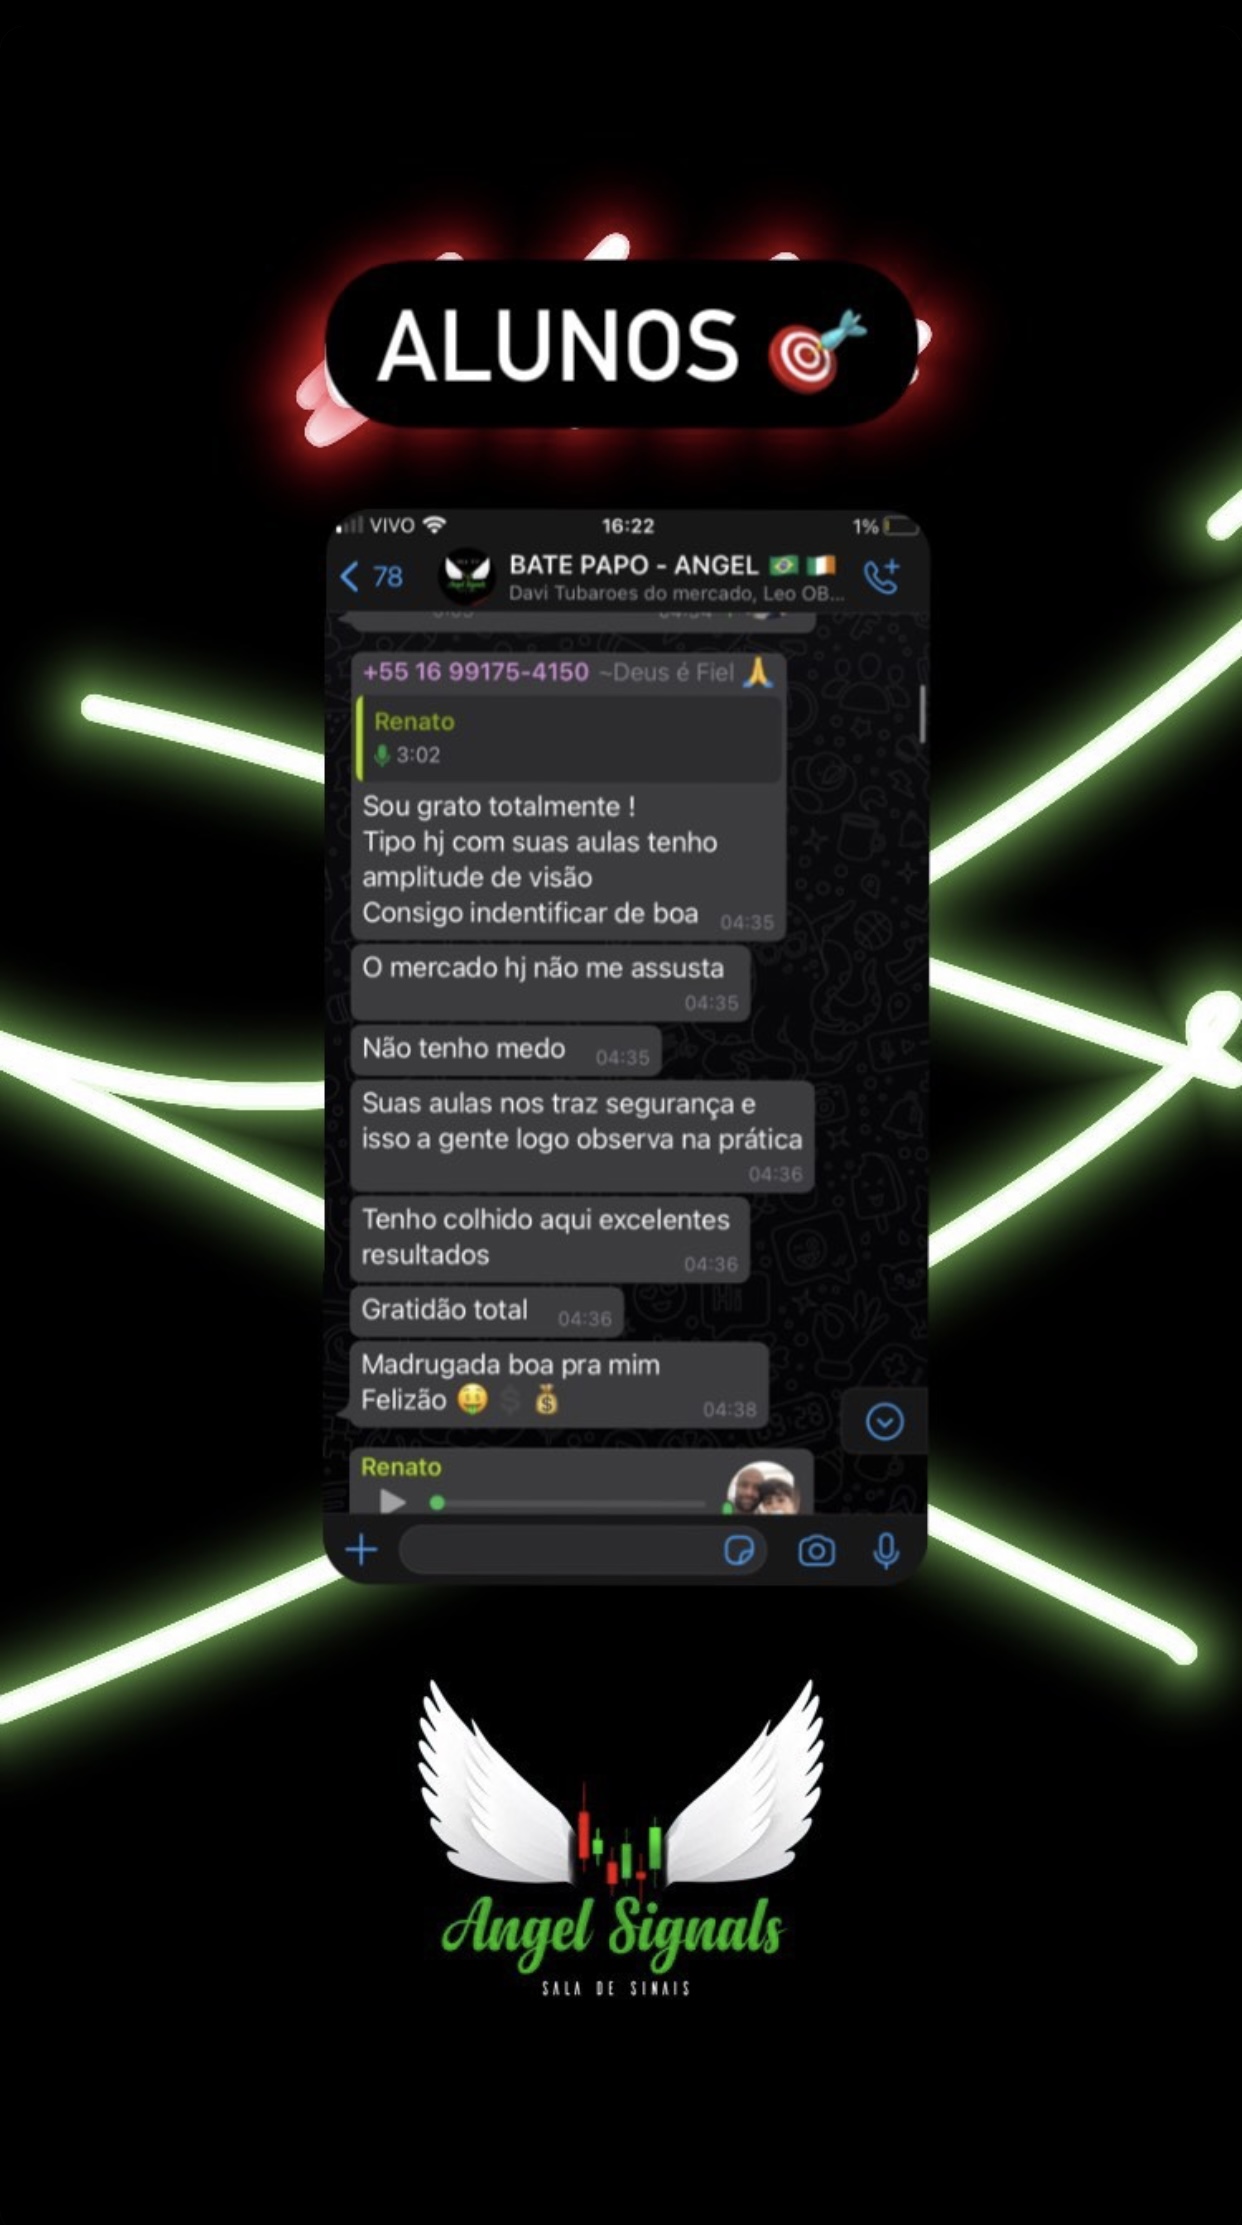 ALUNOS
VIVO 16:22 1%
78 BATE PAPO - ANGEL
Davi Tubaroes do mercado, Leo OB...
+55 16 99175-4150 ~Deus é Fiel
Renato
3:02
Sou grato totalmente !
Tipo hj com suas aulas tenho
amplitude de visão
Consigo indentificar de boa 04:35
O mercado hj não me assusta
04:35
Não tenho medo 04:35
Suas aulas nos traz segurança e
isso a gente logo observa na prática
04:36
Tenho colhido aqui excelentes
resultados 04:36
Gratidão total 04:36
Madrugada boa pra mim
Felizão 04:38
Renato
Angel Signals
SALA DE SINAIS